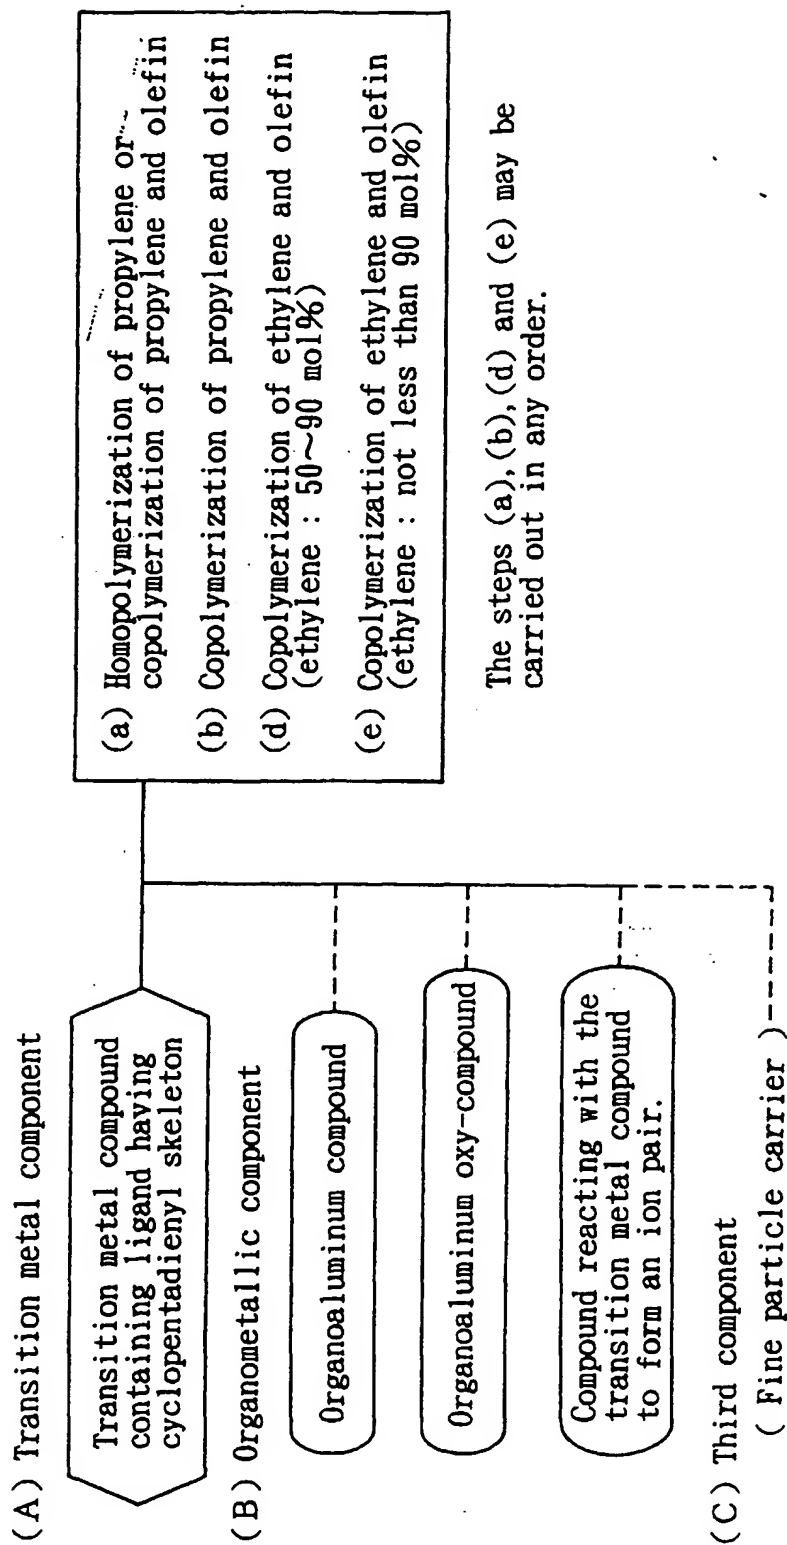 (A) Transition metal component
Transition metal compound
containing ligand having
cyclopentadienyl skeleton
(B) Organometallic component
Organoaluminum compound
Organoaluminum oxy-compound
Compound reacting with the
transition metal compound
to form an ion pair.
(C) Third component
( Fine particle carrier )
(a) Homopolymerization of propylene or
copolymerization of propylene and olefin
(b) Copolymerization of propylene and olefin
(d) Copolymerization of ethylene and olefin
(ethylene : 50~90 mol%)
(e) Copolymerization of ethylene and olefin
(ethylene : not less than 90 mol%)
The steps (a),(b),(d) and (e) may be
carried out in any order.